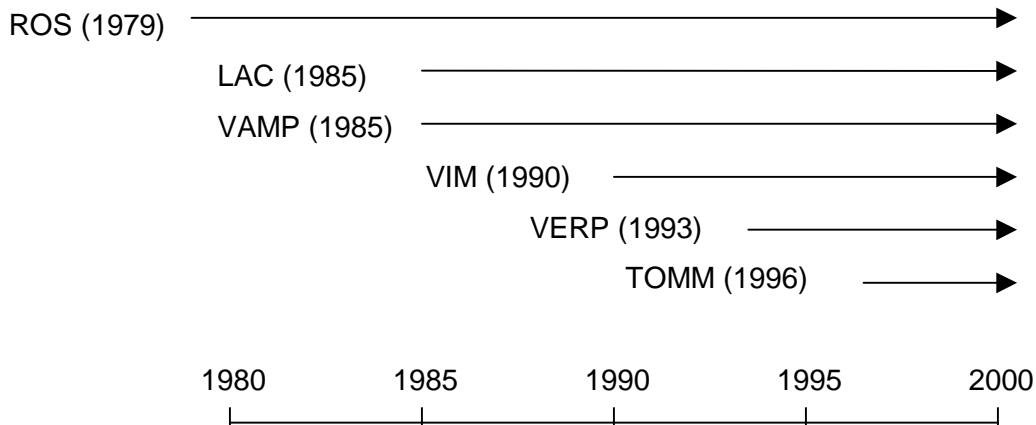 ROS (1979)
LAC (1985)
VAMP (1985)
VIM (1990)
VERP (1993)
TOMM (1996)
1980 1985 1990 1995 2000